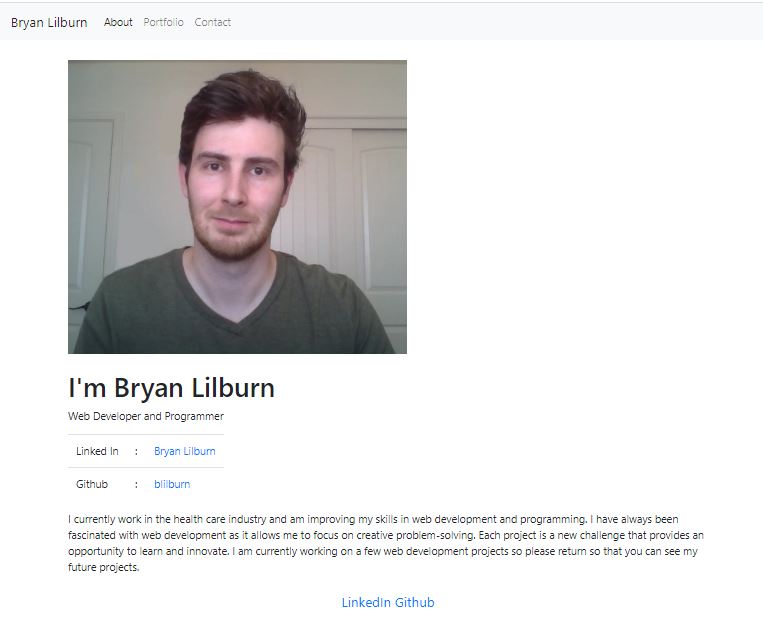 Bryan Lilburn About Portfolio Contact
I'm Bryan Lilburn
Web Developer and Programmer
Linked In : Bryan Lilburn
Github : blilburn
I currently work in the health care industry and am improving my skills in web development and programming. I have always been
fascinated with web development as it allows me to focus on creative problem-solving. Each project is a new challenge that provides an
opportunity to learn and innovate. I am currently working on a few web development projects so please return so that you can see my
future projects.
LinkedIn Github